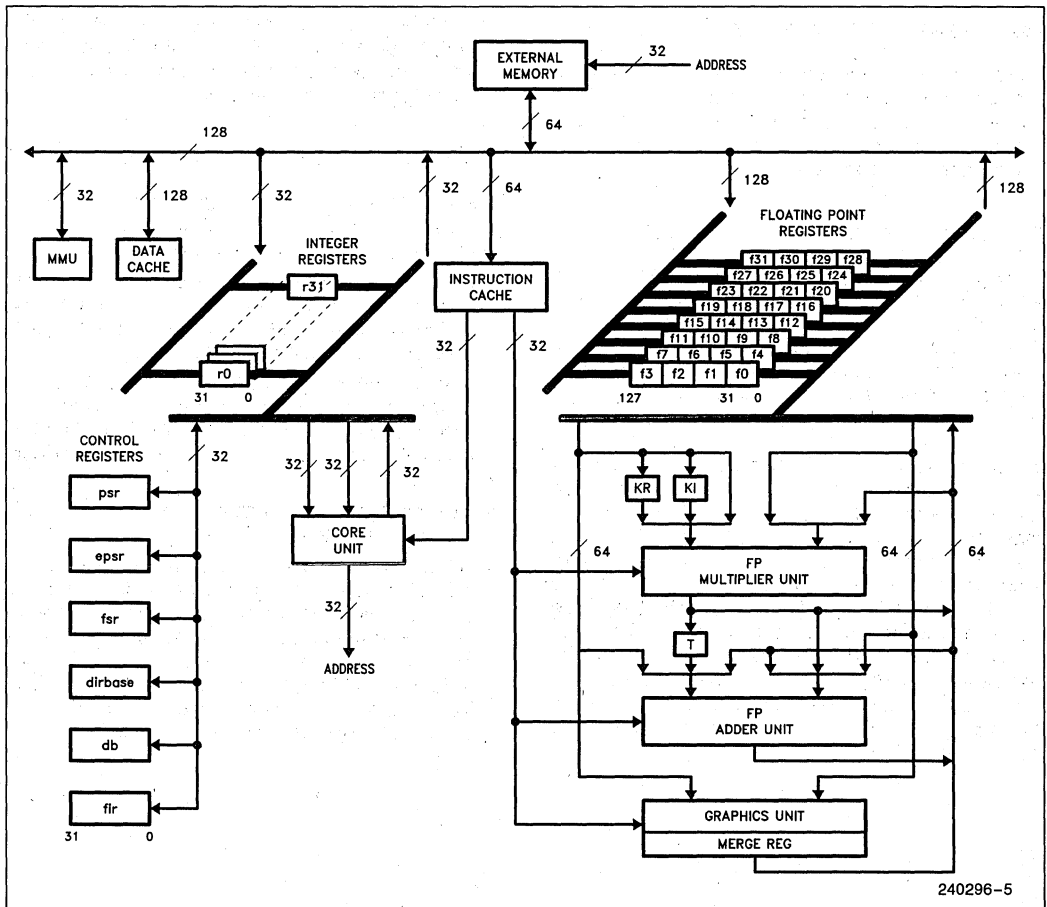 EXTERNAL
MEMORY
32
ADDRESS
64
128
32
128
32
32
64
128
128
MMU
DATA
CACHE
INTEGER
REGISTERS
r31
r0
31 0
INSTRUCTION
CACHE
32
32
FLOATING POINT
REGISTERS
f31 f30 f29 f28
f27 f26 f25 f24
f23 f22 f21 f20
f19 f18 f17 f16
f15 f14 f13 f12
f11 f10 f9 f8
f7 f6 f5 f4
f3 f2 f1 f0
127 31 0
CONTROL
REGISTERS
32
psr
epsr
fsr
dirbase
db
fir
31 0
32 32 32
CORE
UNIT
32
ADDRESS
KR KI
64 64 64
FP
MULTIPLIER UNIT
T
FP
ADDER UNIT
GRAPHICS UNIT
MERGE REG
240296-5